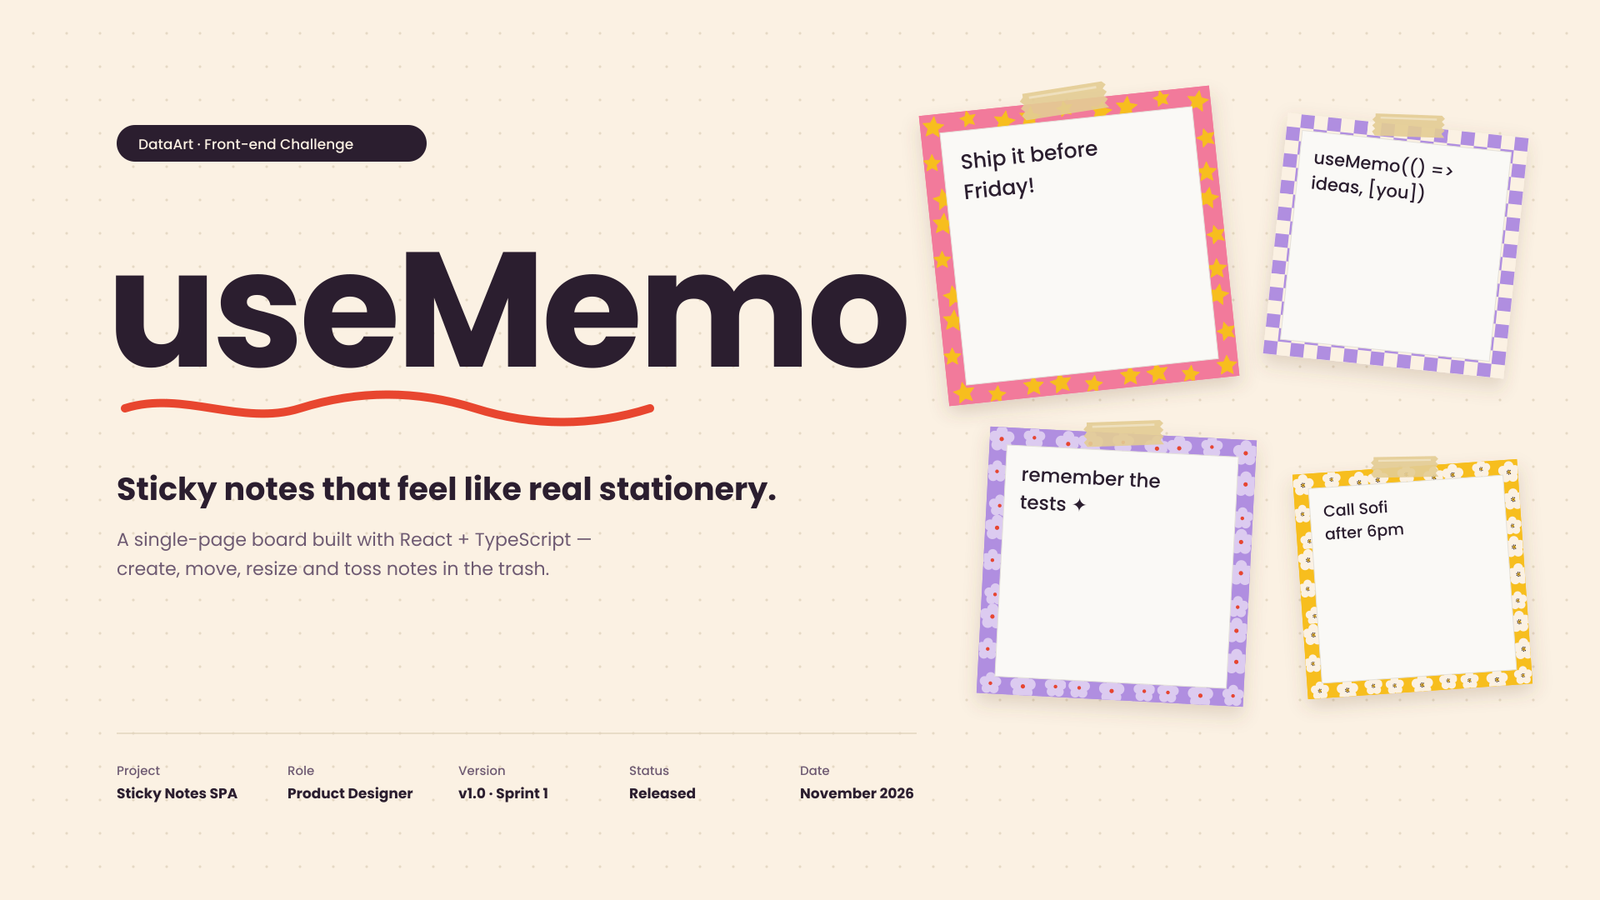 DataArt · Front-end Challenge
useMemo
Sticky notes that feel like real stationery.
A single-page board built with React + TypeScript —
create, move, resize and toss notes in the trash.
Ship it before
Friday!
useMemo(() =>
ideas, [you])
remember the
tests ✦
Call Sofi
after 6pm
Project
Sticky Notes SPA
Role
Product Designer
Version
v1.0 · Sprint 1
Status
Released
Date
November 2026